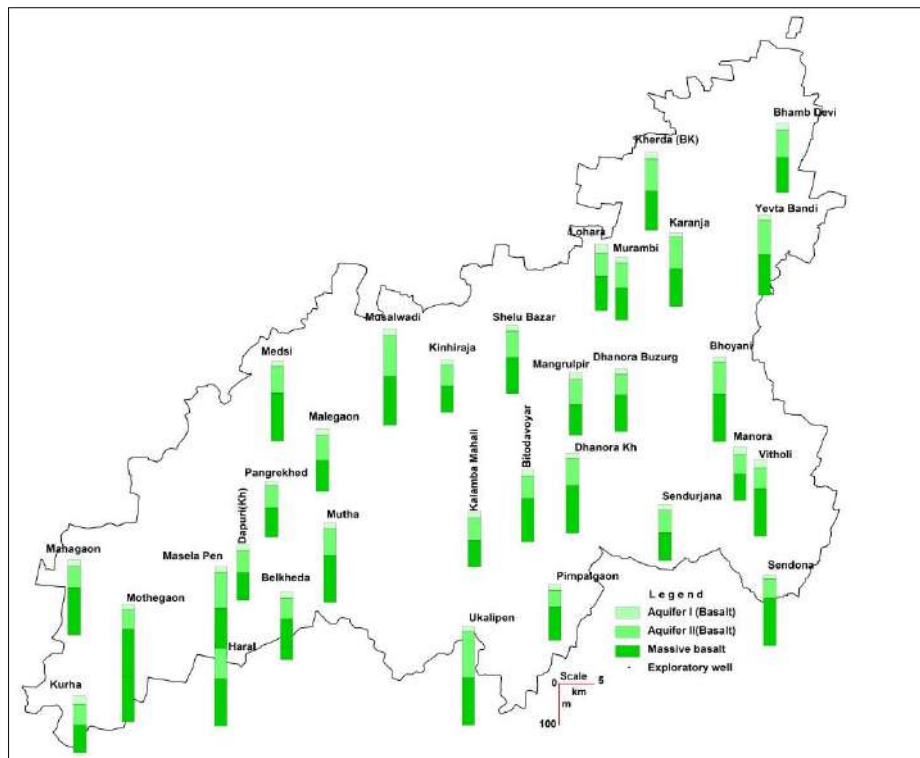 Bhamb Devi
Kherda (BK)
Yevta Bandi
Karanja
Lohara
Murambi
Mosalwadi
Shelu Bazar
Medsi
Kinhiraja
Mangrulpir
Dhanora Buzurg
Bhoyani
Malegaon
Manora
Vitholi
Dhanora Kh
Bitodavoyar
Kalamba Mahali
Pangrekhed
Dapuri(Kh)
Mutha
Sendurjana
Mahagaon
Masela Pen
Belkheda
Pimpalgaon
Sendona
Mothegaon
Ukalipen
Haral
Kurha
Legend
Aquifer I (Basalt)
Aquifer II(Basalt)
Massive basalt
- Exploratory well
Scale
0 5
km
m
100